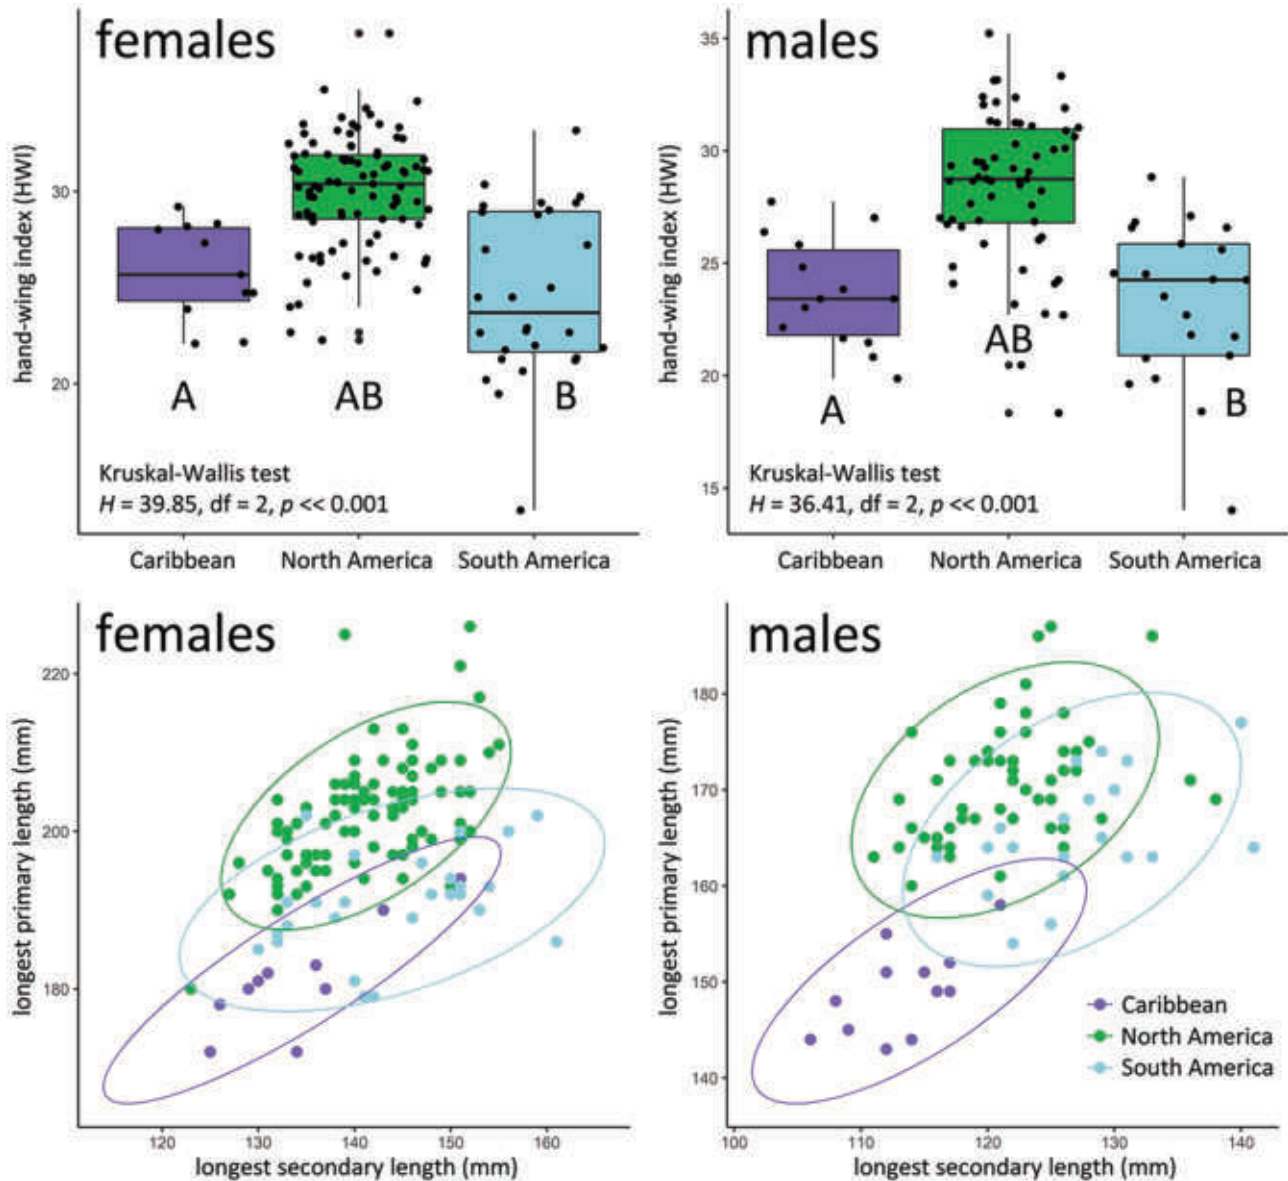 females
hand-wing index (HWI)
30
20
A
AB
B
Kruskal-Wallis test
H = 39.85, df = 2, p << 0.001
Caribbean
North America
South America
males
hand-wing index (HWI)
35
30
25
20
15
A
AB
B
Kruskal-Wallis test
H = 36.41, df = 2, p << 0.001
Caribbean
North America
South America
females
longest primary length (mm)
220
200
180
120
130
140
150
160
longest secondary length (mm)
males
longest primary length (mm)
180
170
160
150
140
100
110
120
130
140
longest secondary length (mm)
Caribbean
North America
South America